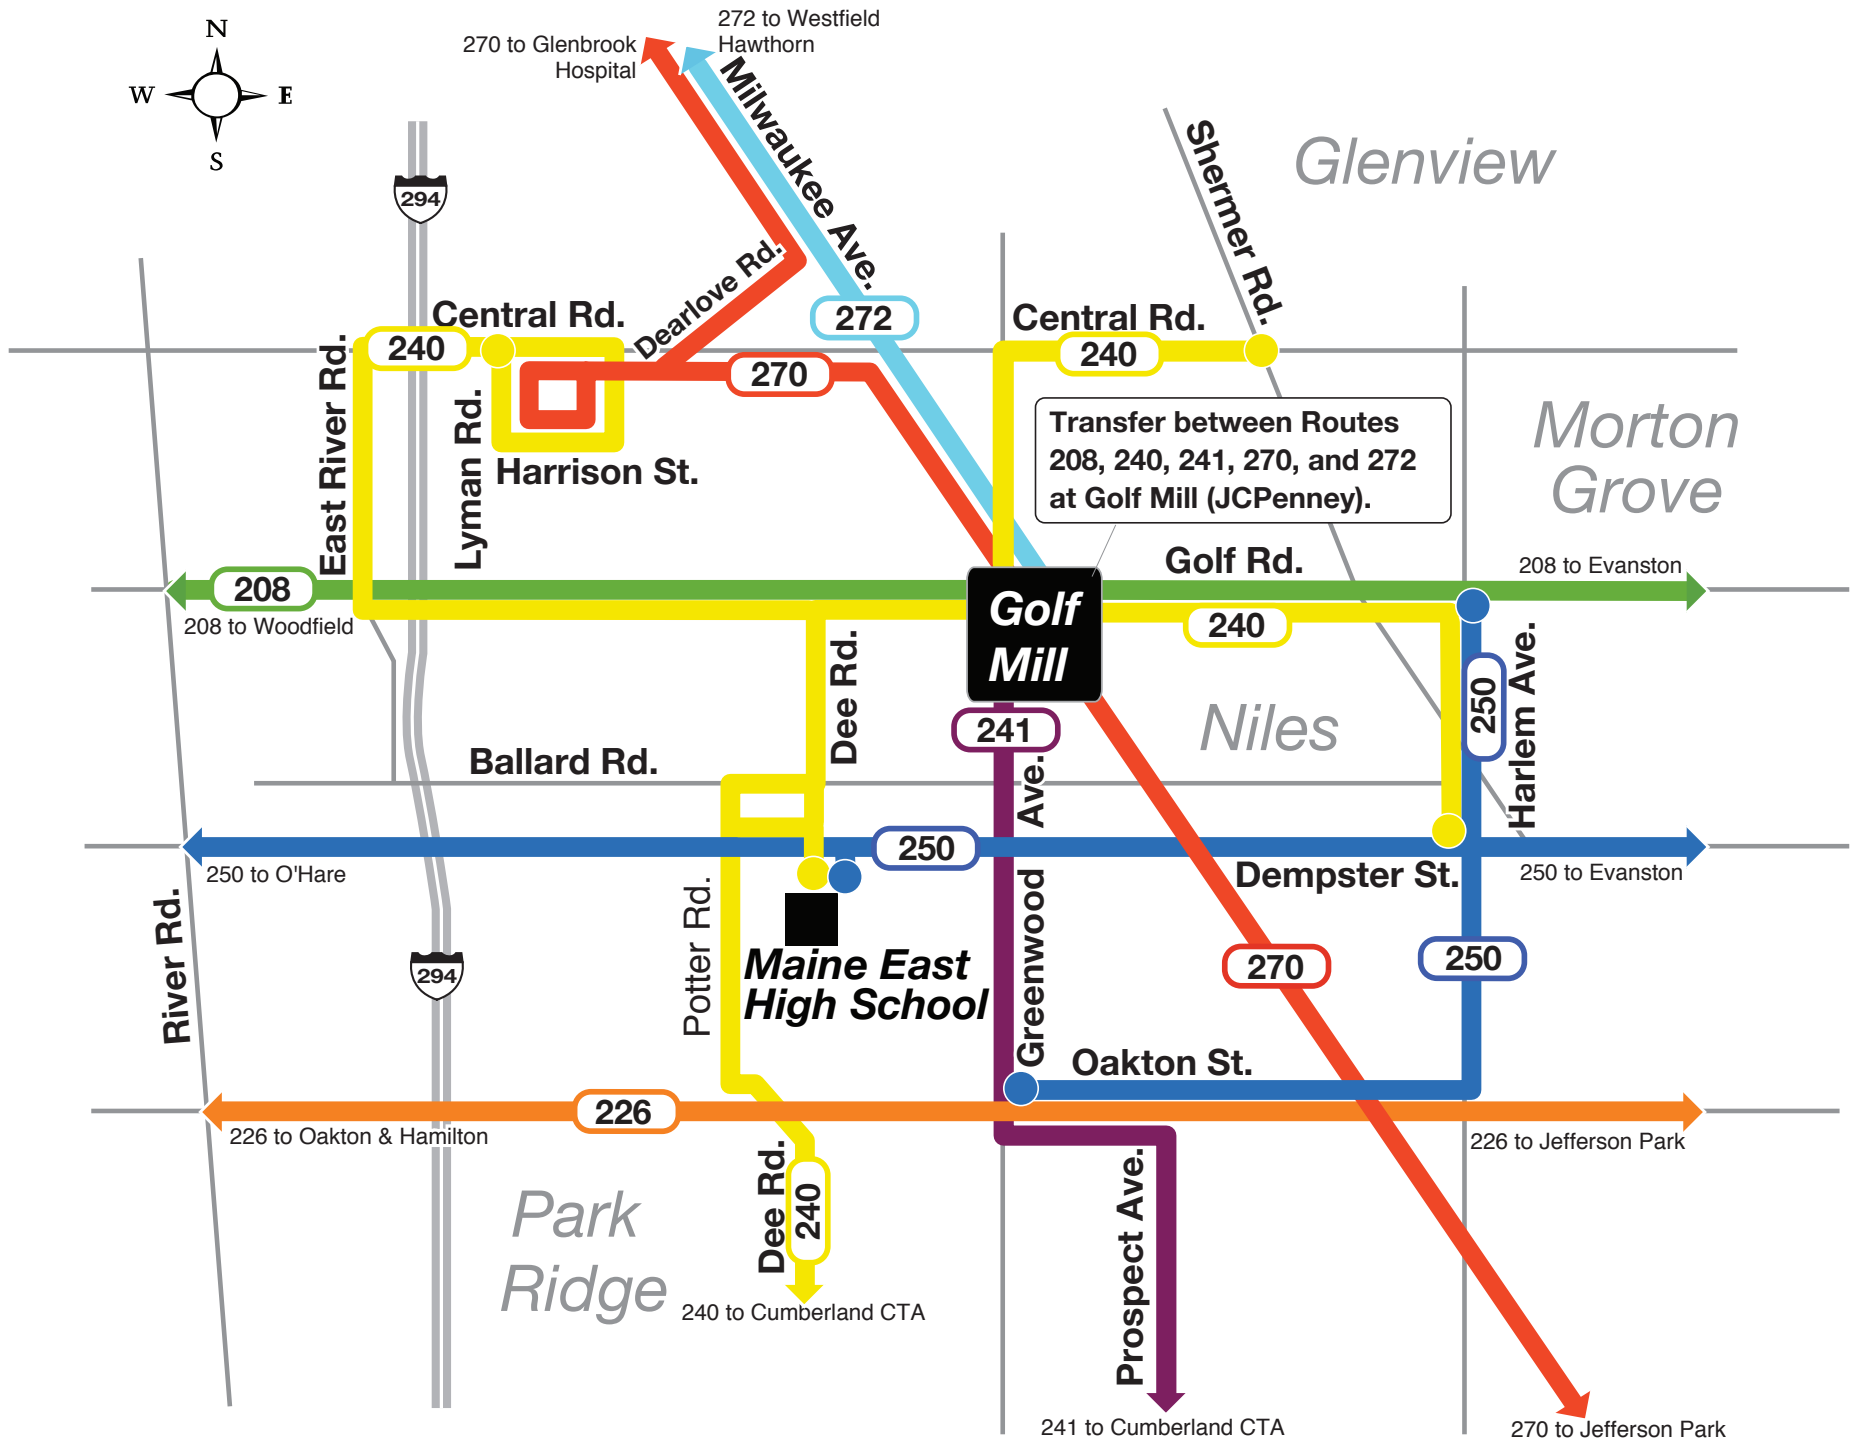 N
W
E
S
270 to Glenbrook
Hospital
272 to Westfield
Hawthorn
Milwaukee Ave.
Shermer Rd.
Glenview
294
Dearlove Rd.
Central Rd.
272
Central Rd.
240
240
270
East River Rd.
Lyman Rd.
Harrison St.
Transfer between Routes
208, 240, 241, 270, and 272
at Golf Mill (JCPenney).
Morton
Grove
Golf Rd.
208 to Evanston
208
208 to Woodfield
Golf
Mill
240
Dee Rd.
241
Niles
250
Harlem Ave.
Ballard Rd.
250
250 to O'Hare
Dempster St.
250 to Evanston
River Rd.
Potter Rd.
Maine East
High School
Greenwood Ave.
270
250
294
Oakton St.
226
226 to Oakton & Hamilton
226 to Jefferson Park
Dee Rd.
240
Prospect Ave.
Park
Ridge
240 to Cumberland CTA
241 to Cumberland CTA
270 to Jefferson Park